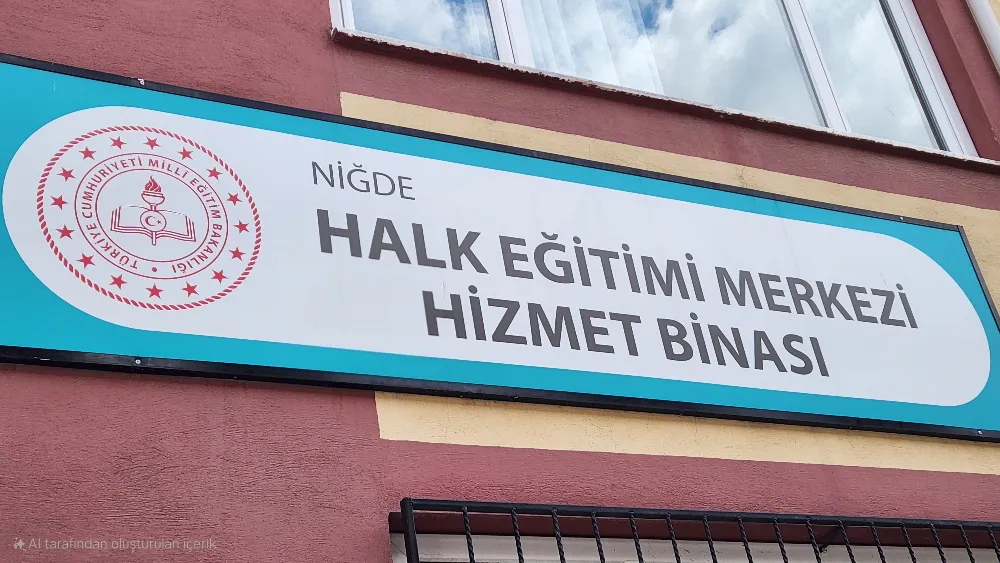 NİĞDE
HALK EĞİTİMİ MERKEZİ
HİZMET BİNASI
TÜRKİYE CUMHURİYETİ MİLLİ EĞİTİM BAKANLIĞI
AI tarafından oluşturulan içerik